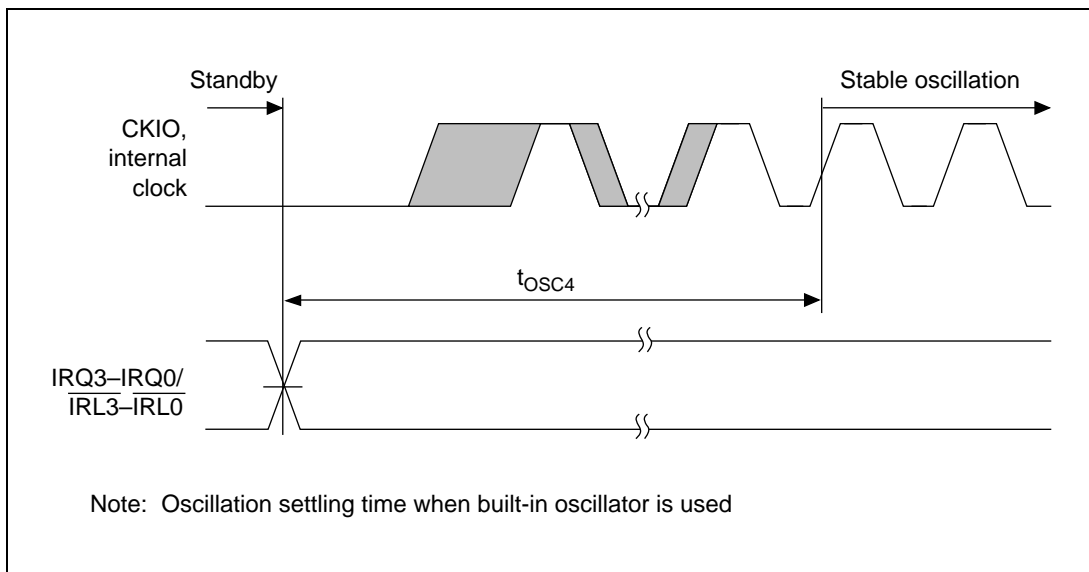 Standby
Stable oscillation
CKIO,
internal
clock
tOSC4
IRQ3–IRQ0/
IRL3–IRL0
Note: Oscillation settling time when built-in oscillator is used